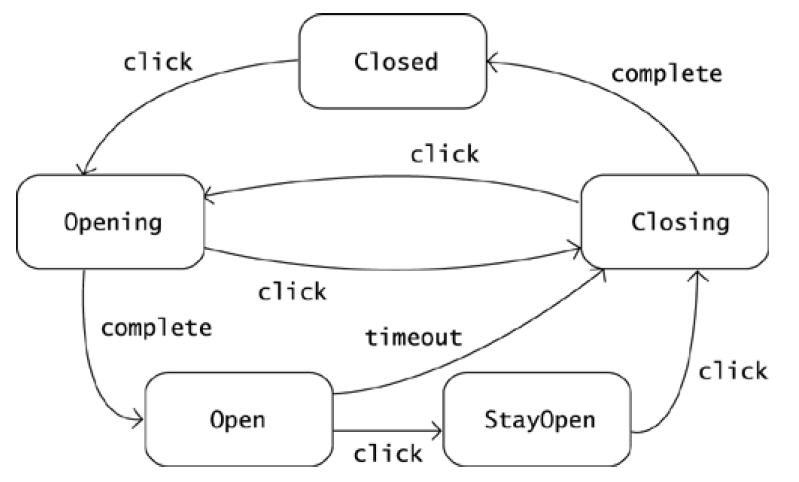 Closed
click
complete
click
Opening
Closing
click
complete
timeout
click
Open
StayOpen
click